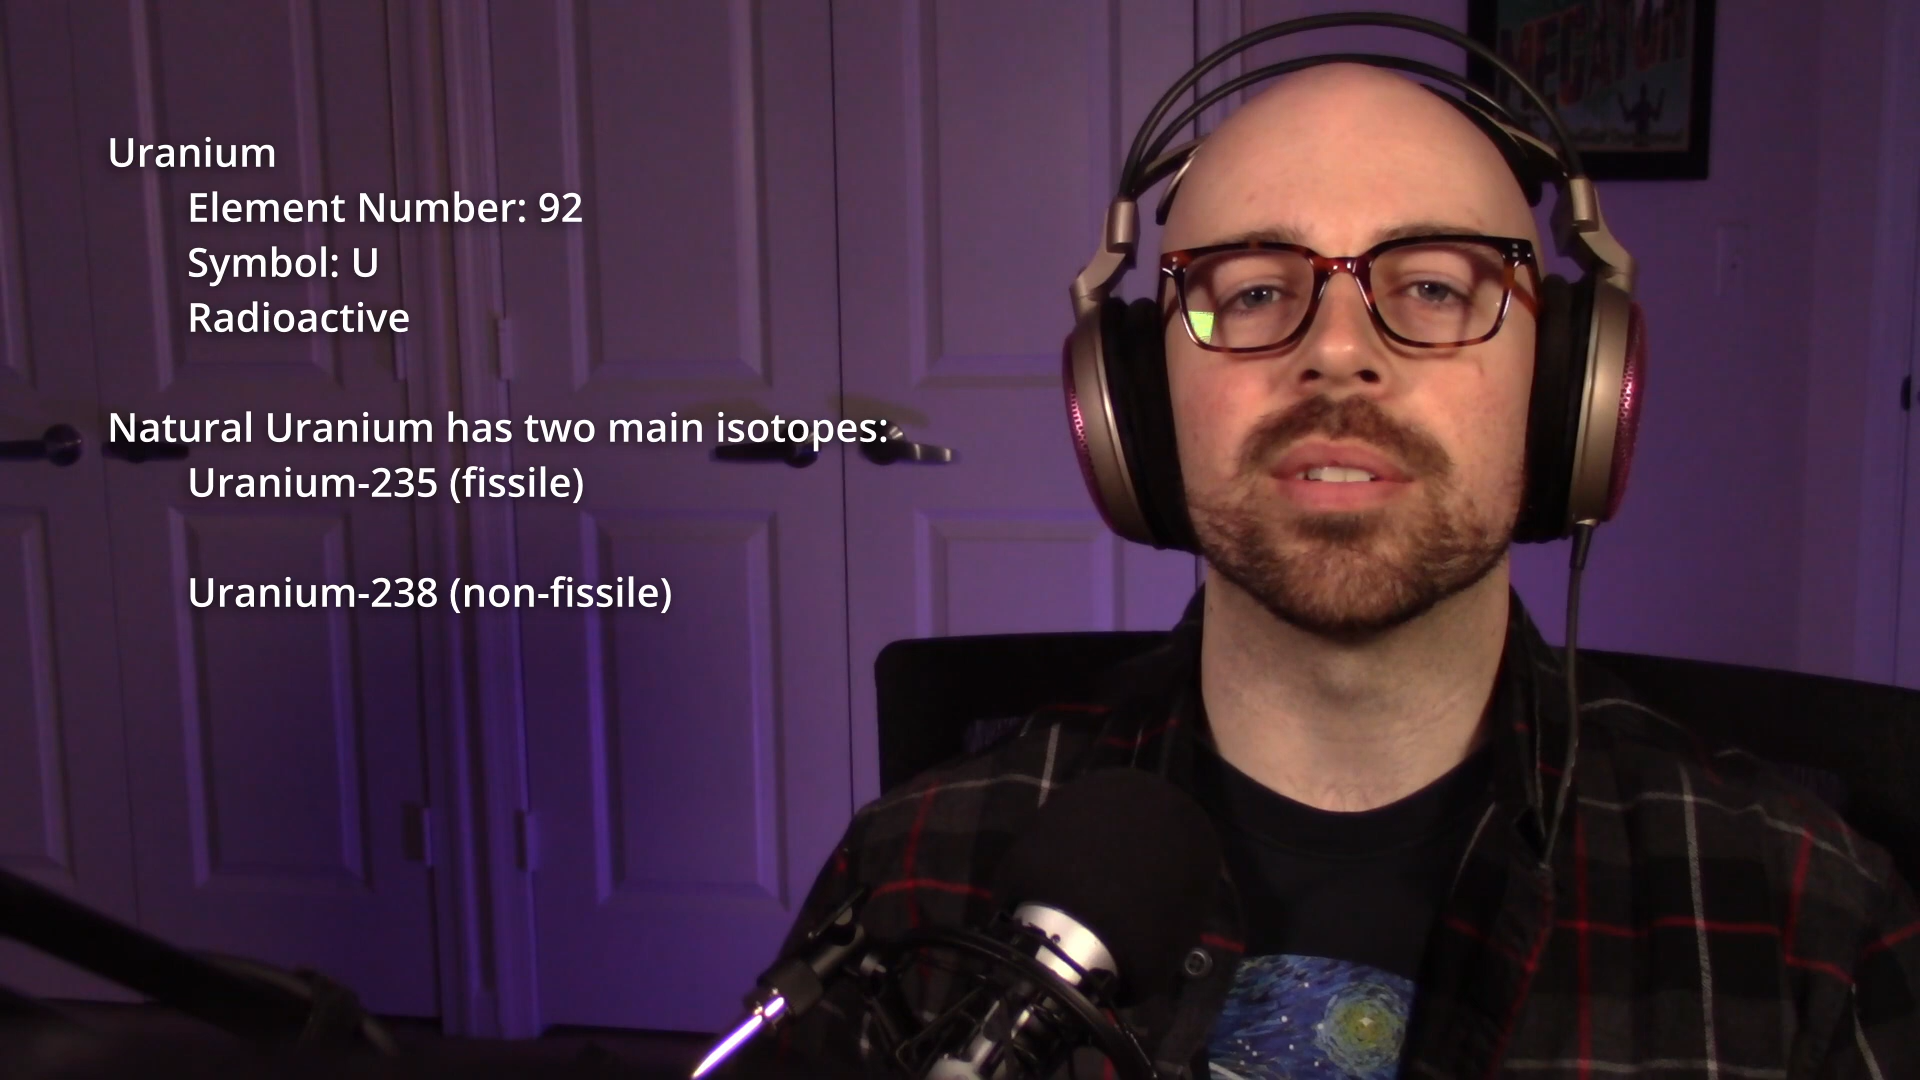 MEGATON
Uranium
Element Number: 92
Symbol: U
Radioactive
Natural Uranium has two main isotopes:
Uranium-235 (fissile)
Uranium-238 (non-fissile)